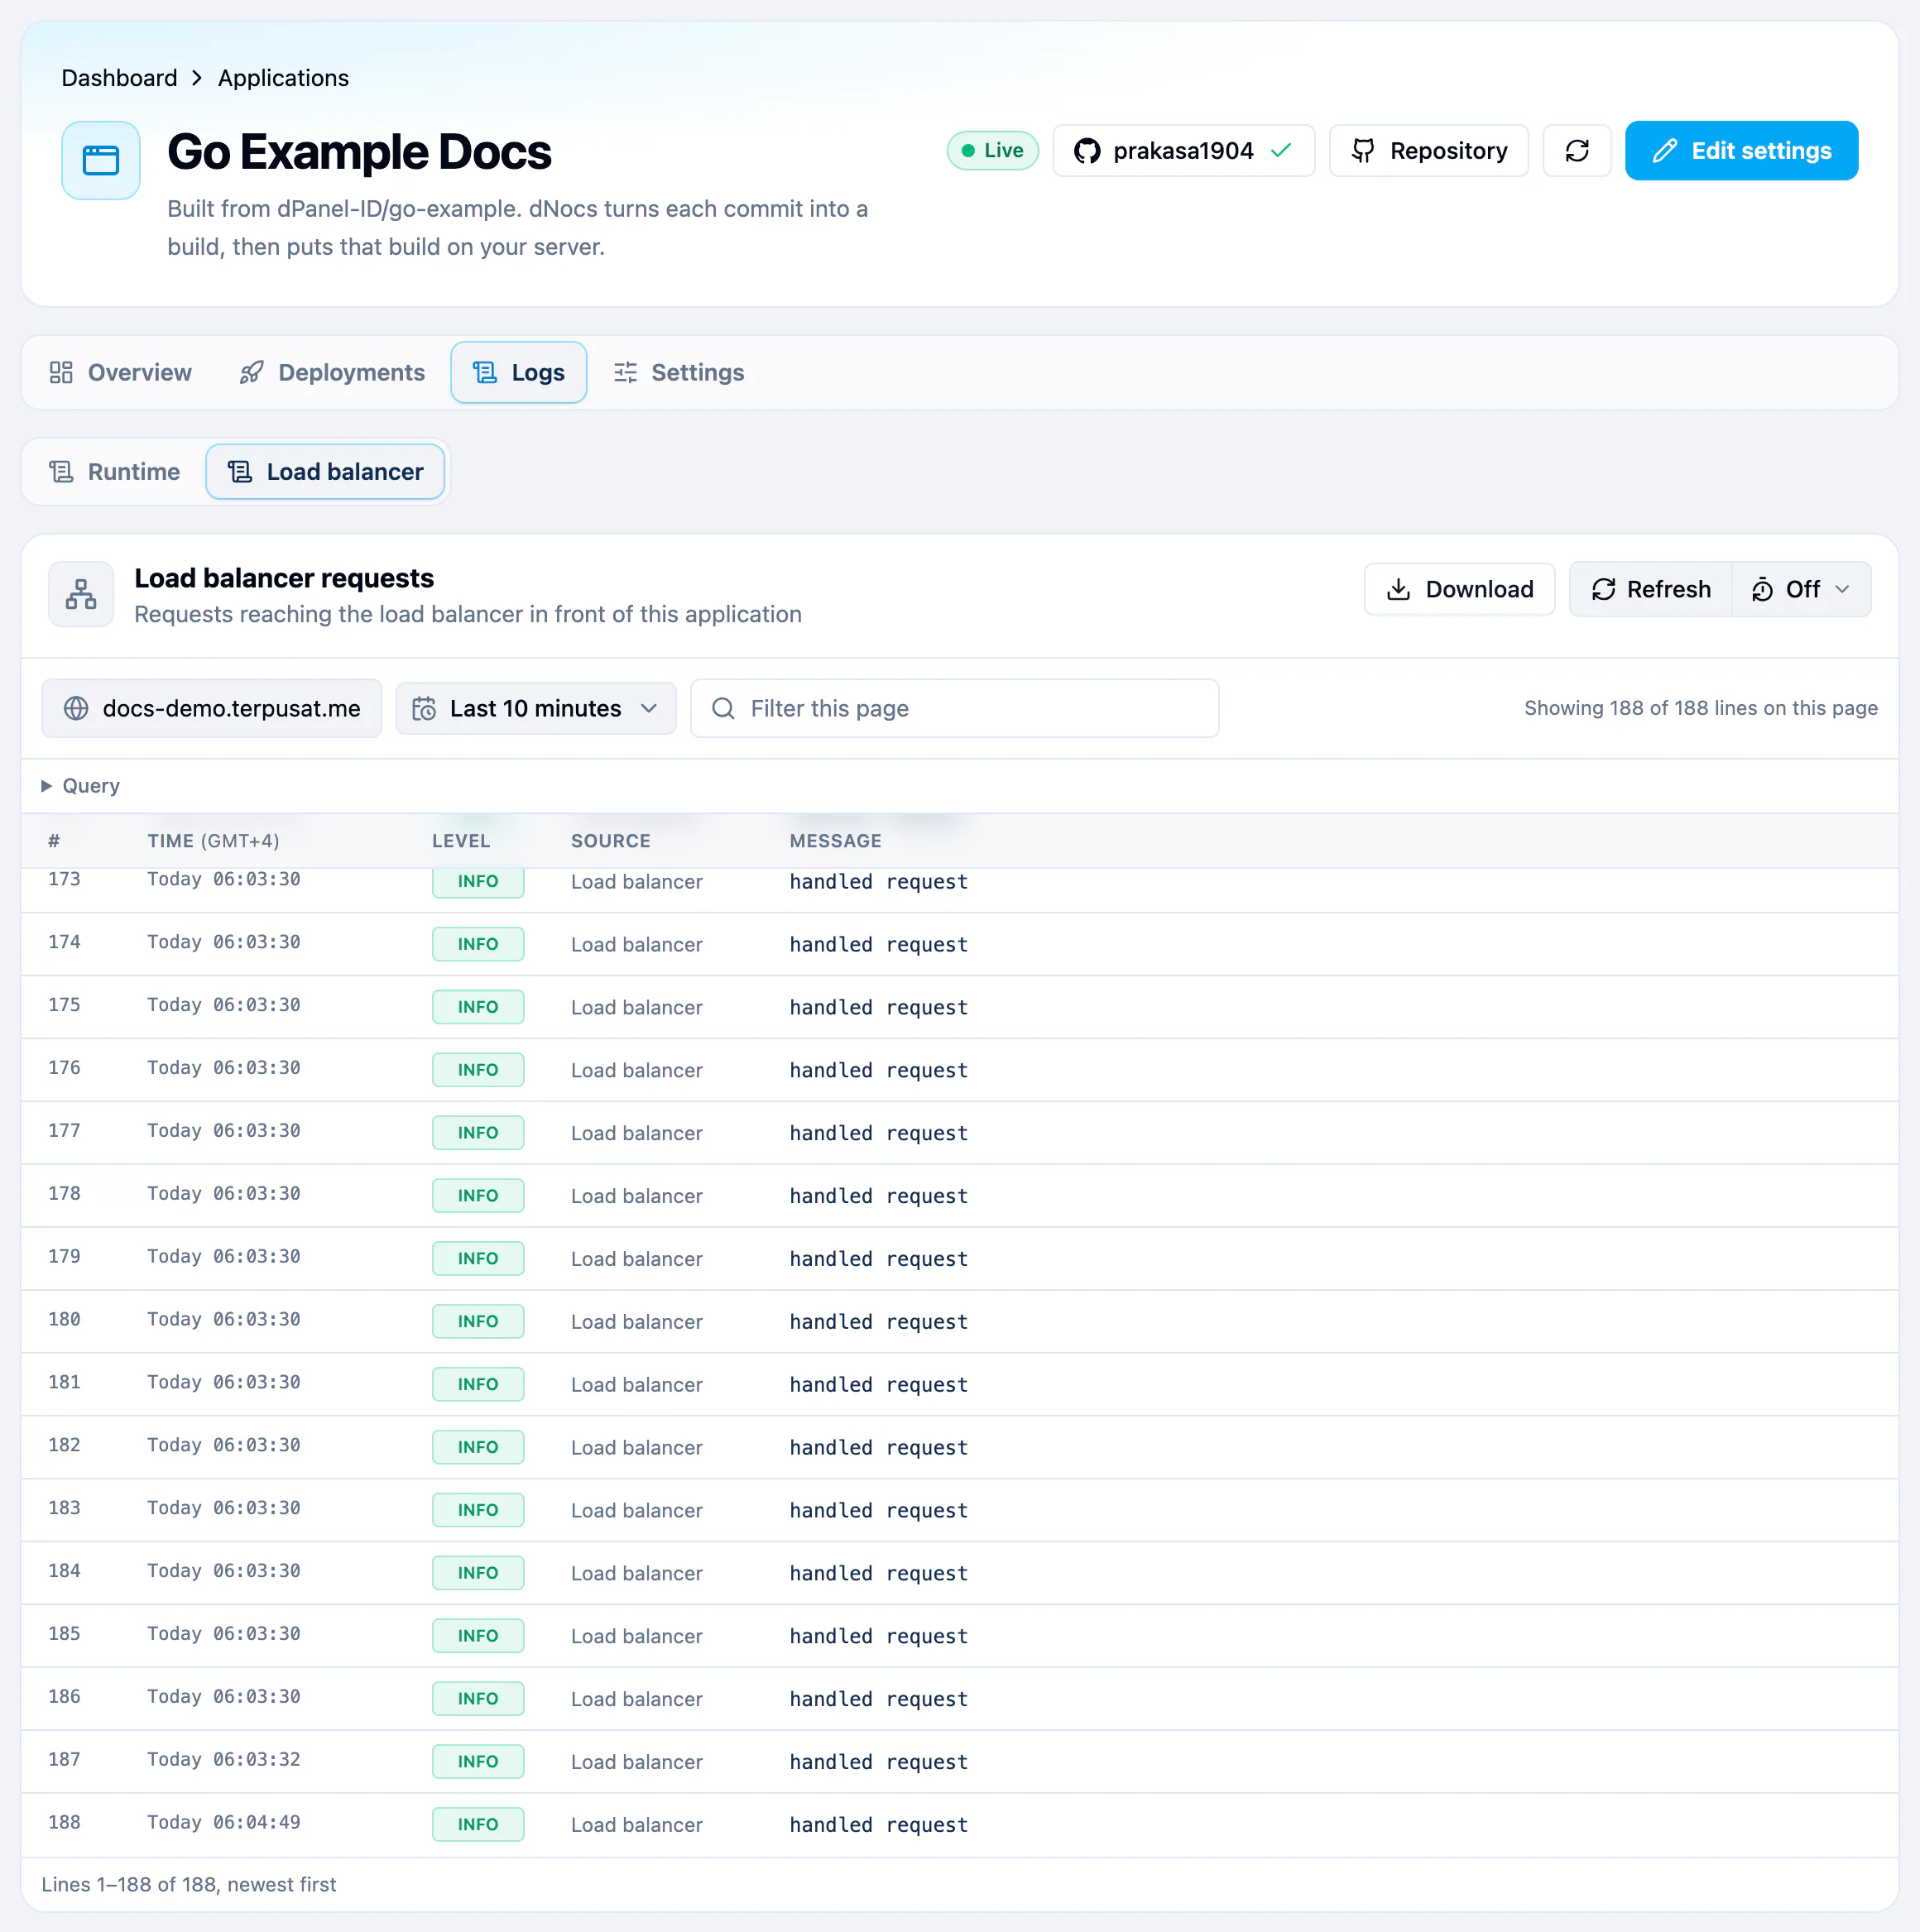 Dashboard > Applications
Go Example Docs
Live
prakasa1904
Repository
Edit settings
Built from dPanel-ID/go-example. dNocs turns each commit into a
build, then puts that build on your server.
Overview
Deployments
Logs
Settings
Runtime
Load balancer
Load balancer requests
Requests reaching the load balancer in front of this application
Download
Refresh
Off
docs-demo.terpusat.me
Last 10 minutes
Filter this page
Showing 188 of 188 lines on this page
Query
# TIME (GMT+4) LEVEL SOURCE MESSAGE
173 Today 06:03:30 INFO Load balancer handled request
174 Today 06:03:30 INFO Load balancer handled request
175 Today 06:03:30 INFO Load balancer handled request
176 Today 06:03:30 INFO Load balancer handled request
177 Today 06:03:30 INFO Load balancer handled request
178 Today 06:03:30 INFO Load balancer handled request
179 Today 06:03:30 INFO Load balancer handled request
180 Today 06:03:30 INFO Load balancer handled request
181 Today 06:03:30 INFO Load balancer handled request
182 Today 06:03:30 INFO Load balancer handled request
183 Today 06:03:30 INFO Load balancer handled request
184 Today 06:03:30 INFO Load balancer handled request
185 Today 06:03:30 INFO Load balancer handled request
186 Today 06:03:30 INFO Load balancer handled request
187 Today 06:03:32 INFO Load balancer handled request
188 Today 06:04:49 INFO Load balancer handled request
Lines 1–188 of 188, newest first